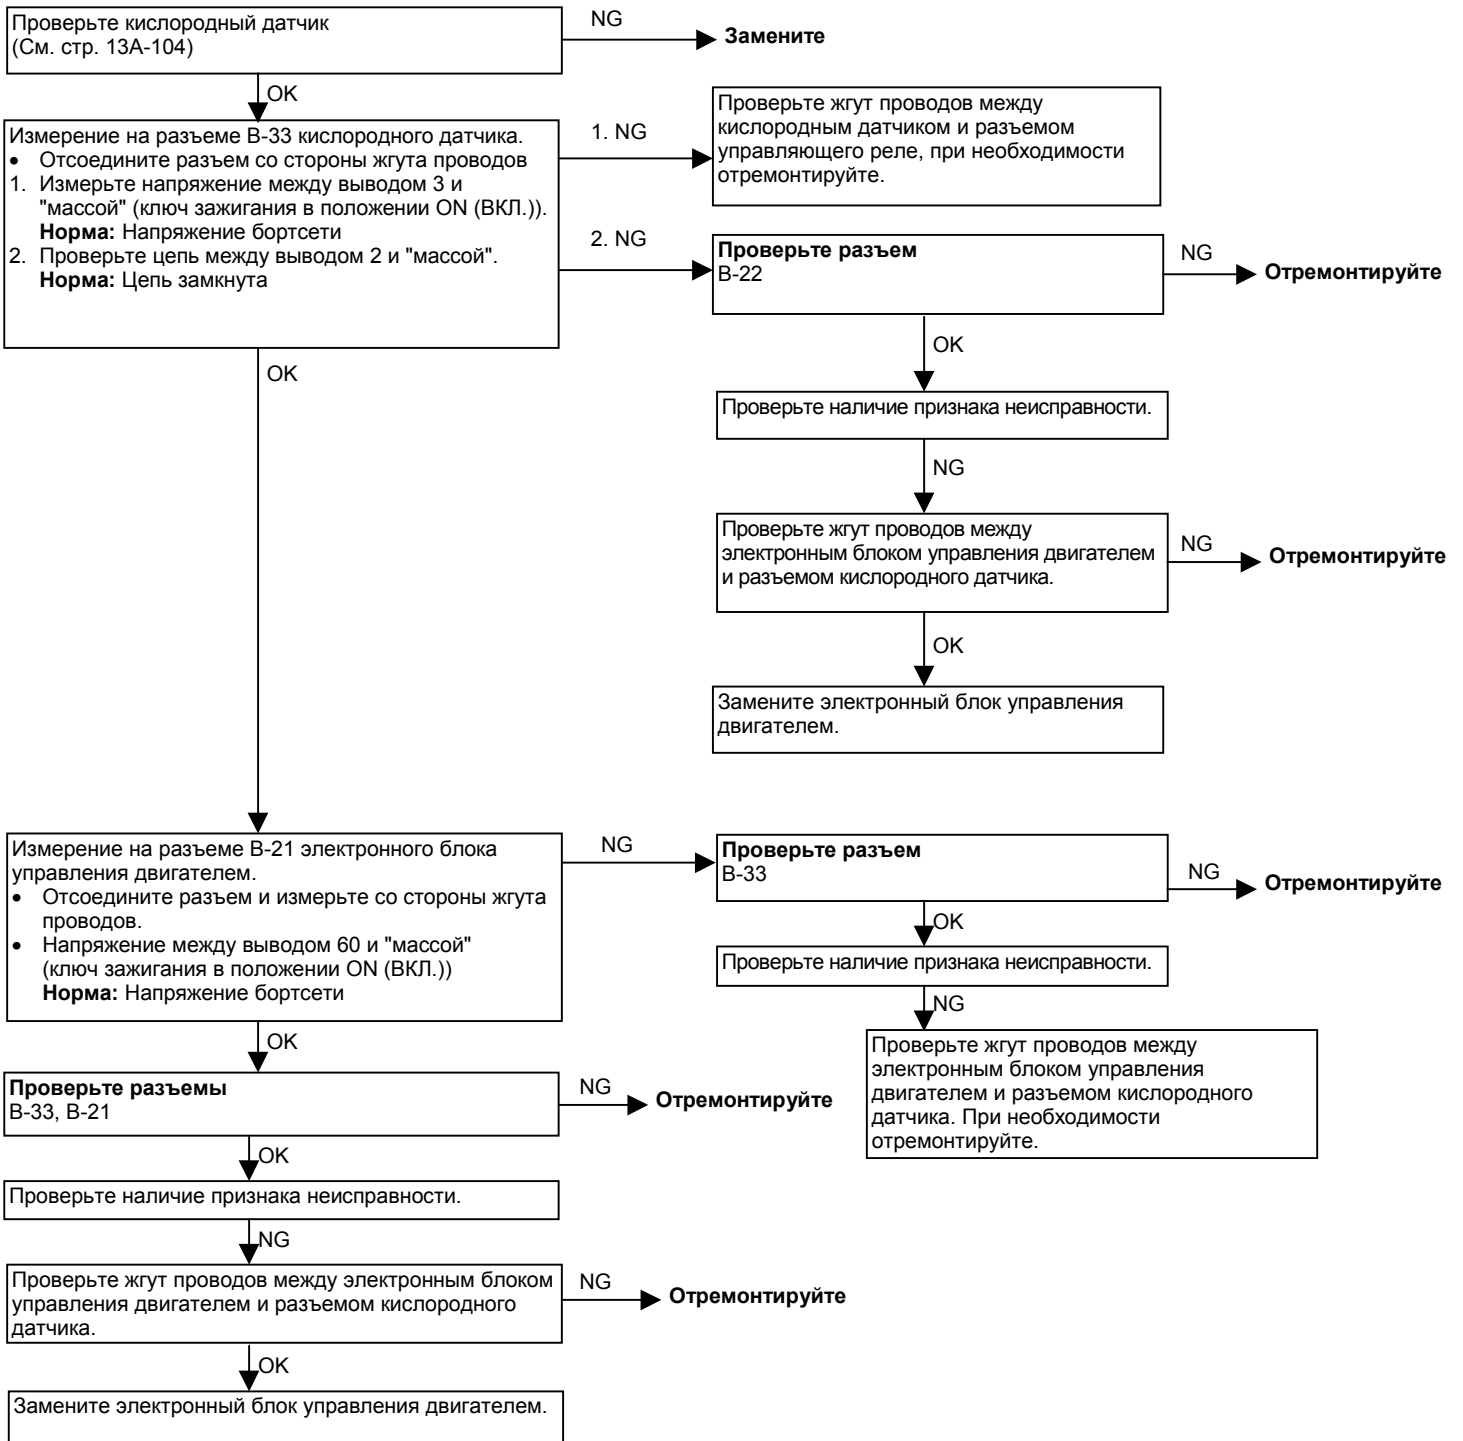 Проверьте кислородный датчик
(См. стр. 13А-104)
NG
Замените
OK
Измерение на разъеме В-33 кислородного датчика.
• Отсоедините разъем со стороны жгута проводов
1. Измерьте напряжение между выводом 3 и
"массой" (ключ зажигания в положении ON (ВКЛ.)).
Норма: Напряжение бортсети
2. Проверьте цепь между выводом 2 и "массой".
Норма: Цепь замкнута
1. NG
Проверьте жгут проводов между
кислородным датчиком и разъемом
управляющего реле, при необходимости
отремонтируйте.
2. NG
Проверьте разъем
В-22
NG
Отремонтируйте
OK
Проверьте наличие признака неисправности.
NG
Проверьте жгут проводов между
электронным блоком управления двигателем
и разъемом кислородного датчика.
NG
Отремонтируйте
OK
Замените электронный блок управления
двигателем.
OK
Измерение на разъеме В-21 электронного блока
управления двигателем.
• Отсоедините разъем и измерьте со стороны жгута
проводов.
• Напряжение между выводом 60 и "массой"
(ключ зажигания в положении ON (ВКЛ.))
Норма: Напряжение бортсети
NG
Проверьте разъем
В-33
NG
Отремонтируйте
OK
Проверьте наличие признака неисправности.
NG
Проверьте жгут проводов между
электронным блоком управления
двигателем и разъемом кислородного
датчика. При необходимости
отремонтируйте.
OK
Проверьте разъемы
В-33, В-21
NG
Отремонтируйте
OK
Проверьте наличие признака неисправности.
NG
Проверьте жгут проводов между электронным блоком
управления двигателем и разъемом кислородного
датчика.
NG
Отремонтируйте
OK
Замените электронный блок управления двигателем.